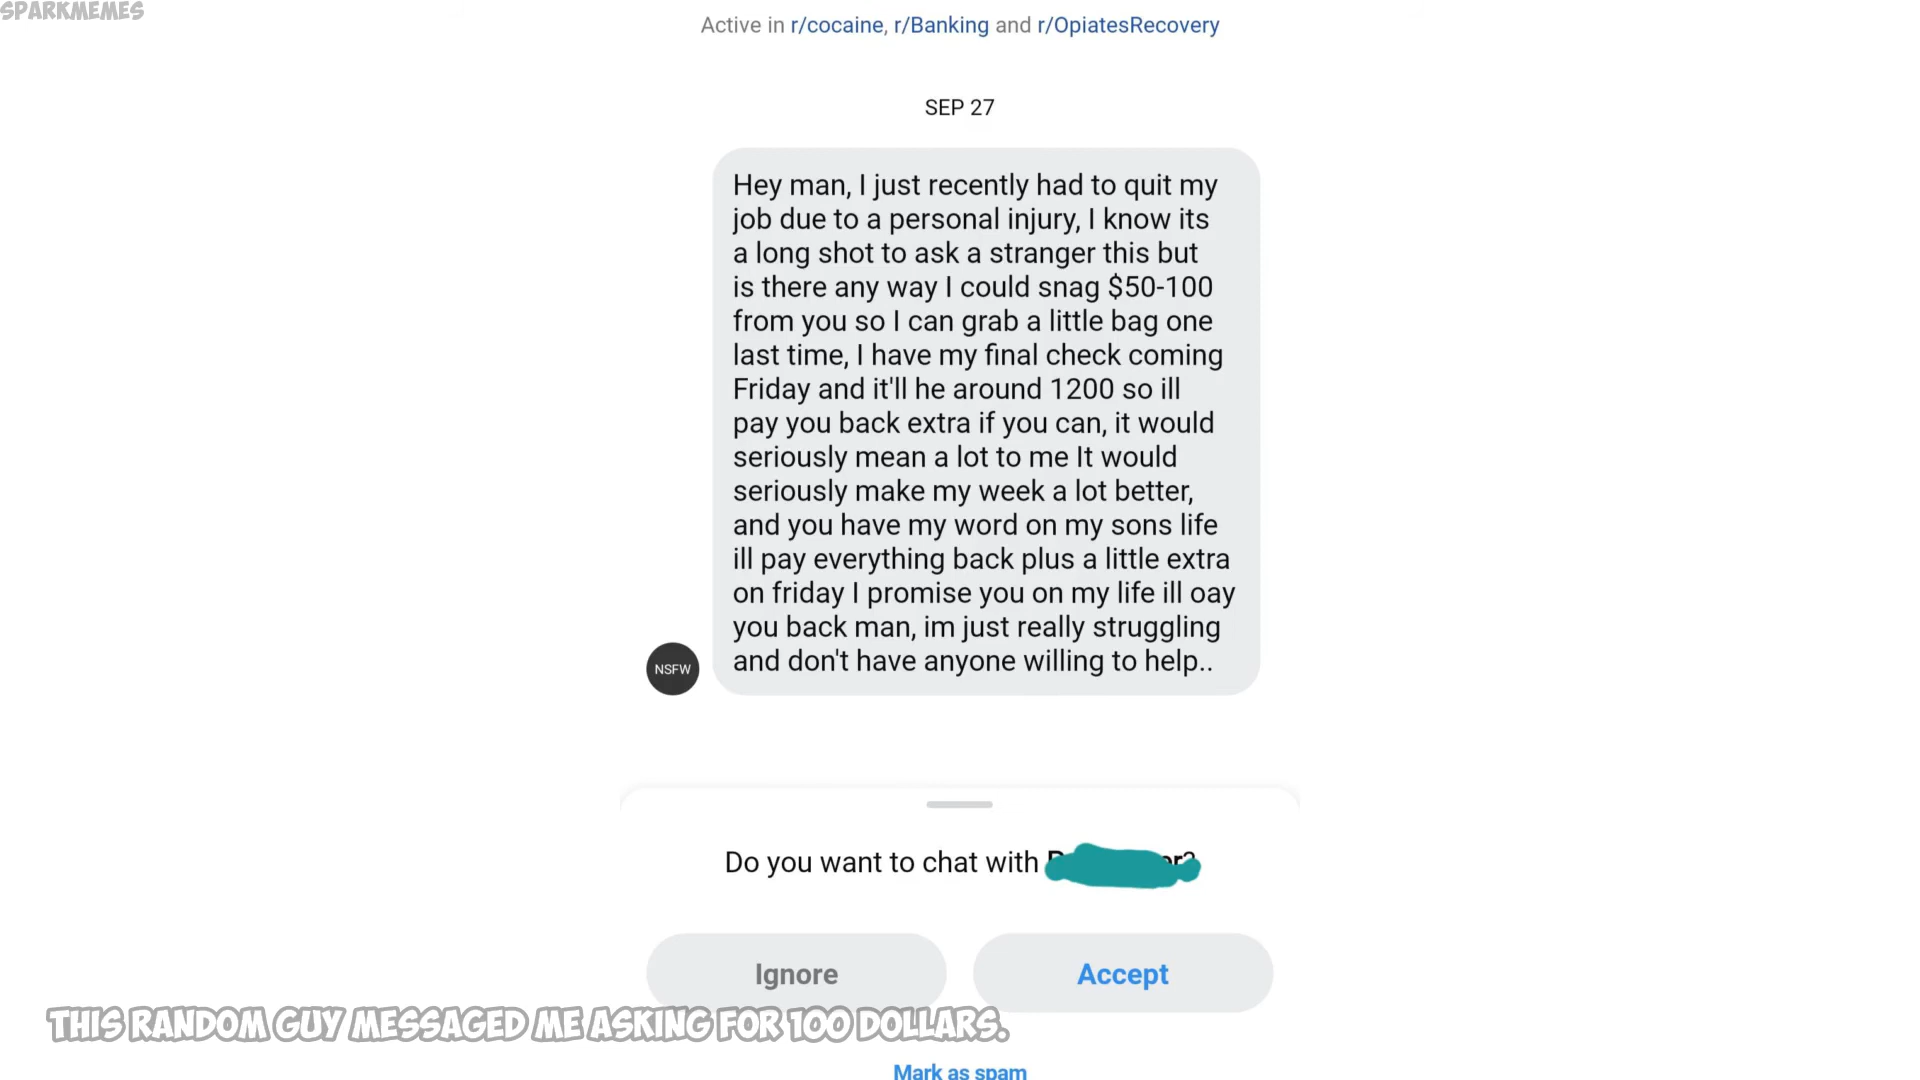 SPARKMEMES
Active in r/cocaine, r/Banking and r/OpiatesRecovery
SEP 27
Hey man, I just recently had to quit my
job due to a personal injury, I know its
a long shot to ask a stranger this but
is there any way I could snag $50-100
from you so I can grab a little bag one
last time, I have my final check coming
Friday and it'll he around 1200 so ill
pay you back extra if you can, it would
seriously mean a lot to me It would
seriously make my week a lot better,
and you have my word on my sons life
ill pay everything back plus a little extra
on friday I promise you on my life ill oay
you back man, im just really struggling
and don't have anyone willing to help..
NSFW
Do you want to chat with
Ignore
Accept
THIS RANDOM GUY MESSAGED ME ASKING FOR 100 DOLLARS.
Mark as spam